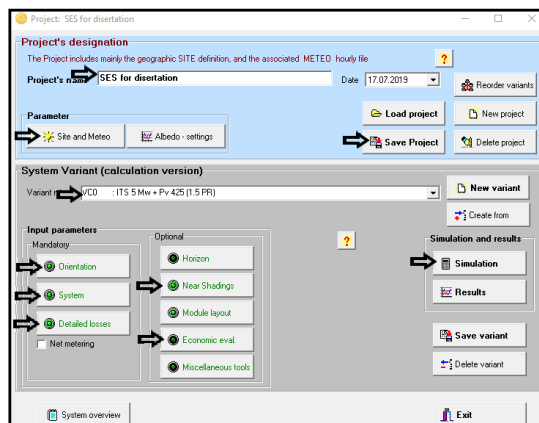 Project: SES for disertation
Project's designation
The Project includes mainly the geographic SITE definition, and the associated METEO hourly file
?
Project's na SES for disertation Date 17.07.2019 Reorder variants
Parameter
Load project New project
Site and Meteo Albedo - settings Save Project Delete project
System Variant (calculation version)
Variant n VC0 : ITS 5 Mw + Pv 425 (1.5 PR) New variant
Create from
Input parameters
Mandatory Optional ? Simulation and results
Orientation Horizon Simulation
System Near Shadings Results
Detailed losses Module layout
Net metering Economic eval. Save variant
Miscellaneous tools Delete variant
System overview Exit